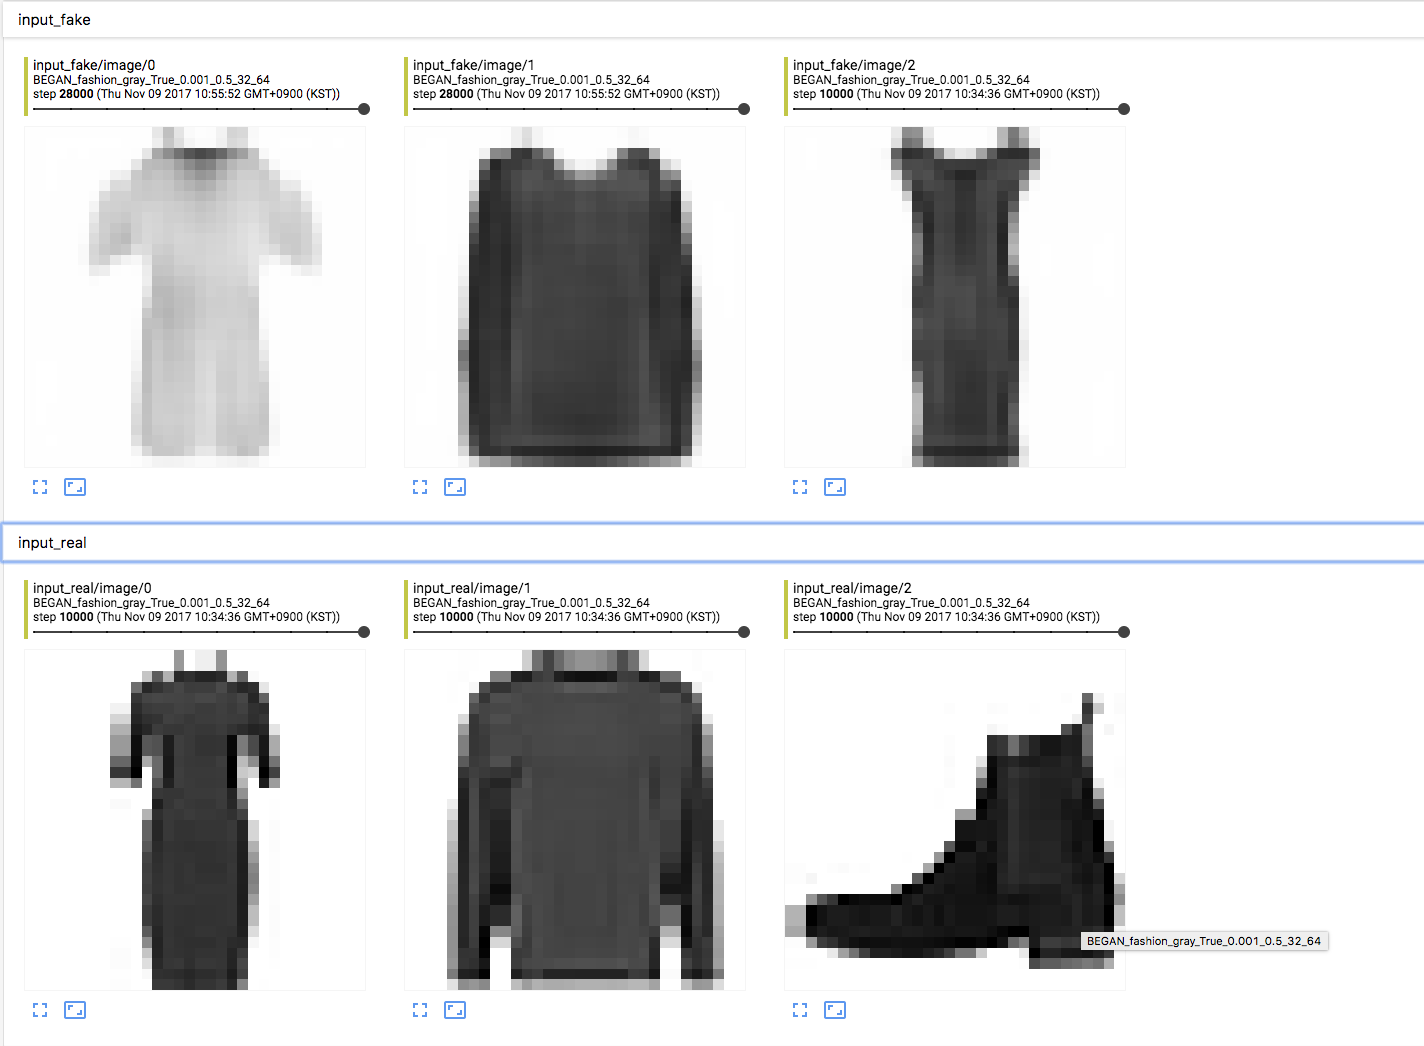 input_fake
input_fake/image/0
BEGAN_fashion_gray_True_0.001_0.5_32_64
step 28000 (Thu Nov 09 2017 10:55:52 GMT+0900 (KST))
input_fake/image/1
BEGAN_fashion_gray_True_0.001_0.5_32_64
step 28000 (Thu Nov 09 2017 10:55:52 GMT+0900 (KST))
input_fake/image/2
BEGAN_fashion_gray_True_0.001_0.5_32_64
step 10000 (Thu Nov 09 2017 10:34:36 GMT+0900 (KST))
input_real
input_real/image/0
BEGAN_fashion_gray_True_0.001_0.5_32_64
step 10000 (Thu Nov 09 2017 10:34:36 GMT+0900 (KST))
input_real/image/1
BEGAN_fashion_gray_True_0.001_0.5_32_64
step 10000 (Thu Nov 09 2017 10:34:36 GMT+0900 (KST))
input_real/image/2
BEGAN_fashion_gray_True_0.001_0.5_32_64
step 10000 (Thu Nov 09 2017 10:34:36 GMT+0900 (KST))
BEGAN_fashion_gray_True_0.001_0.5_32_64